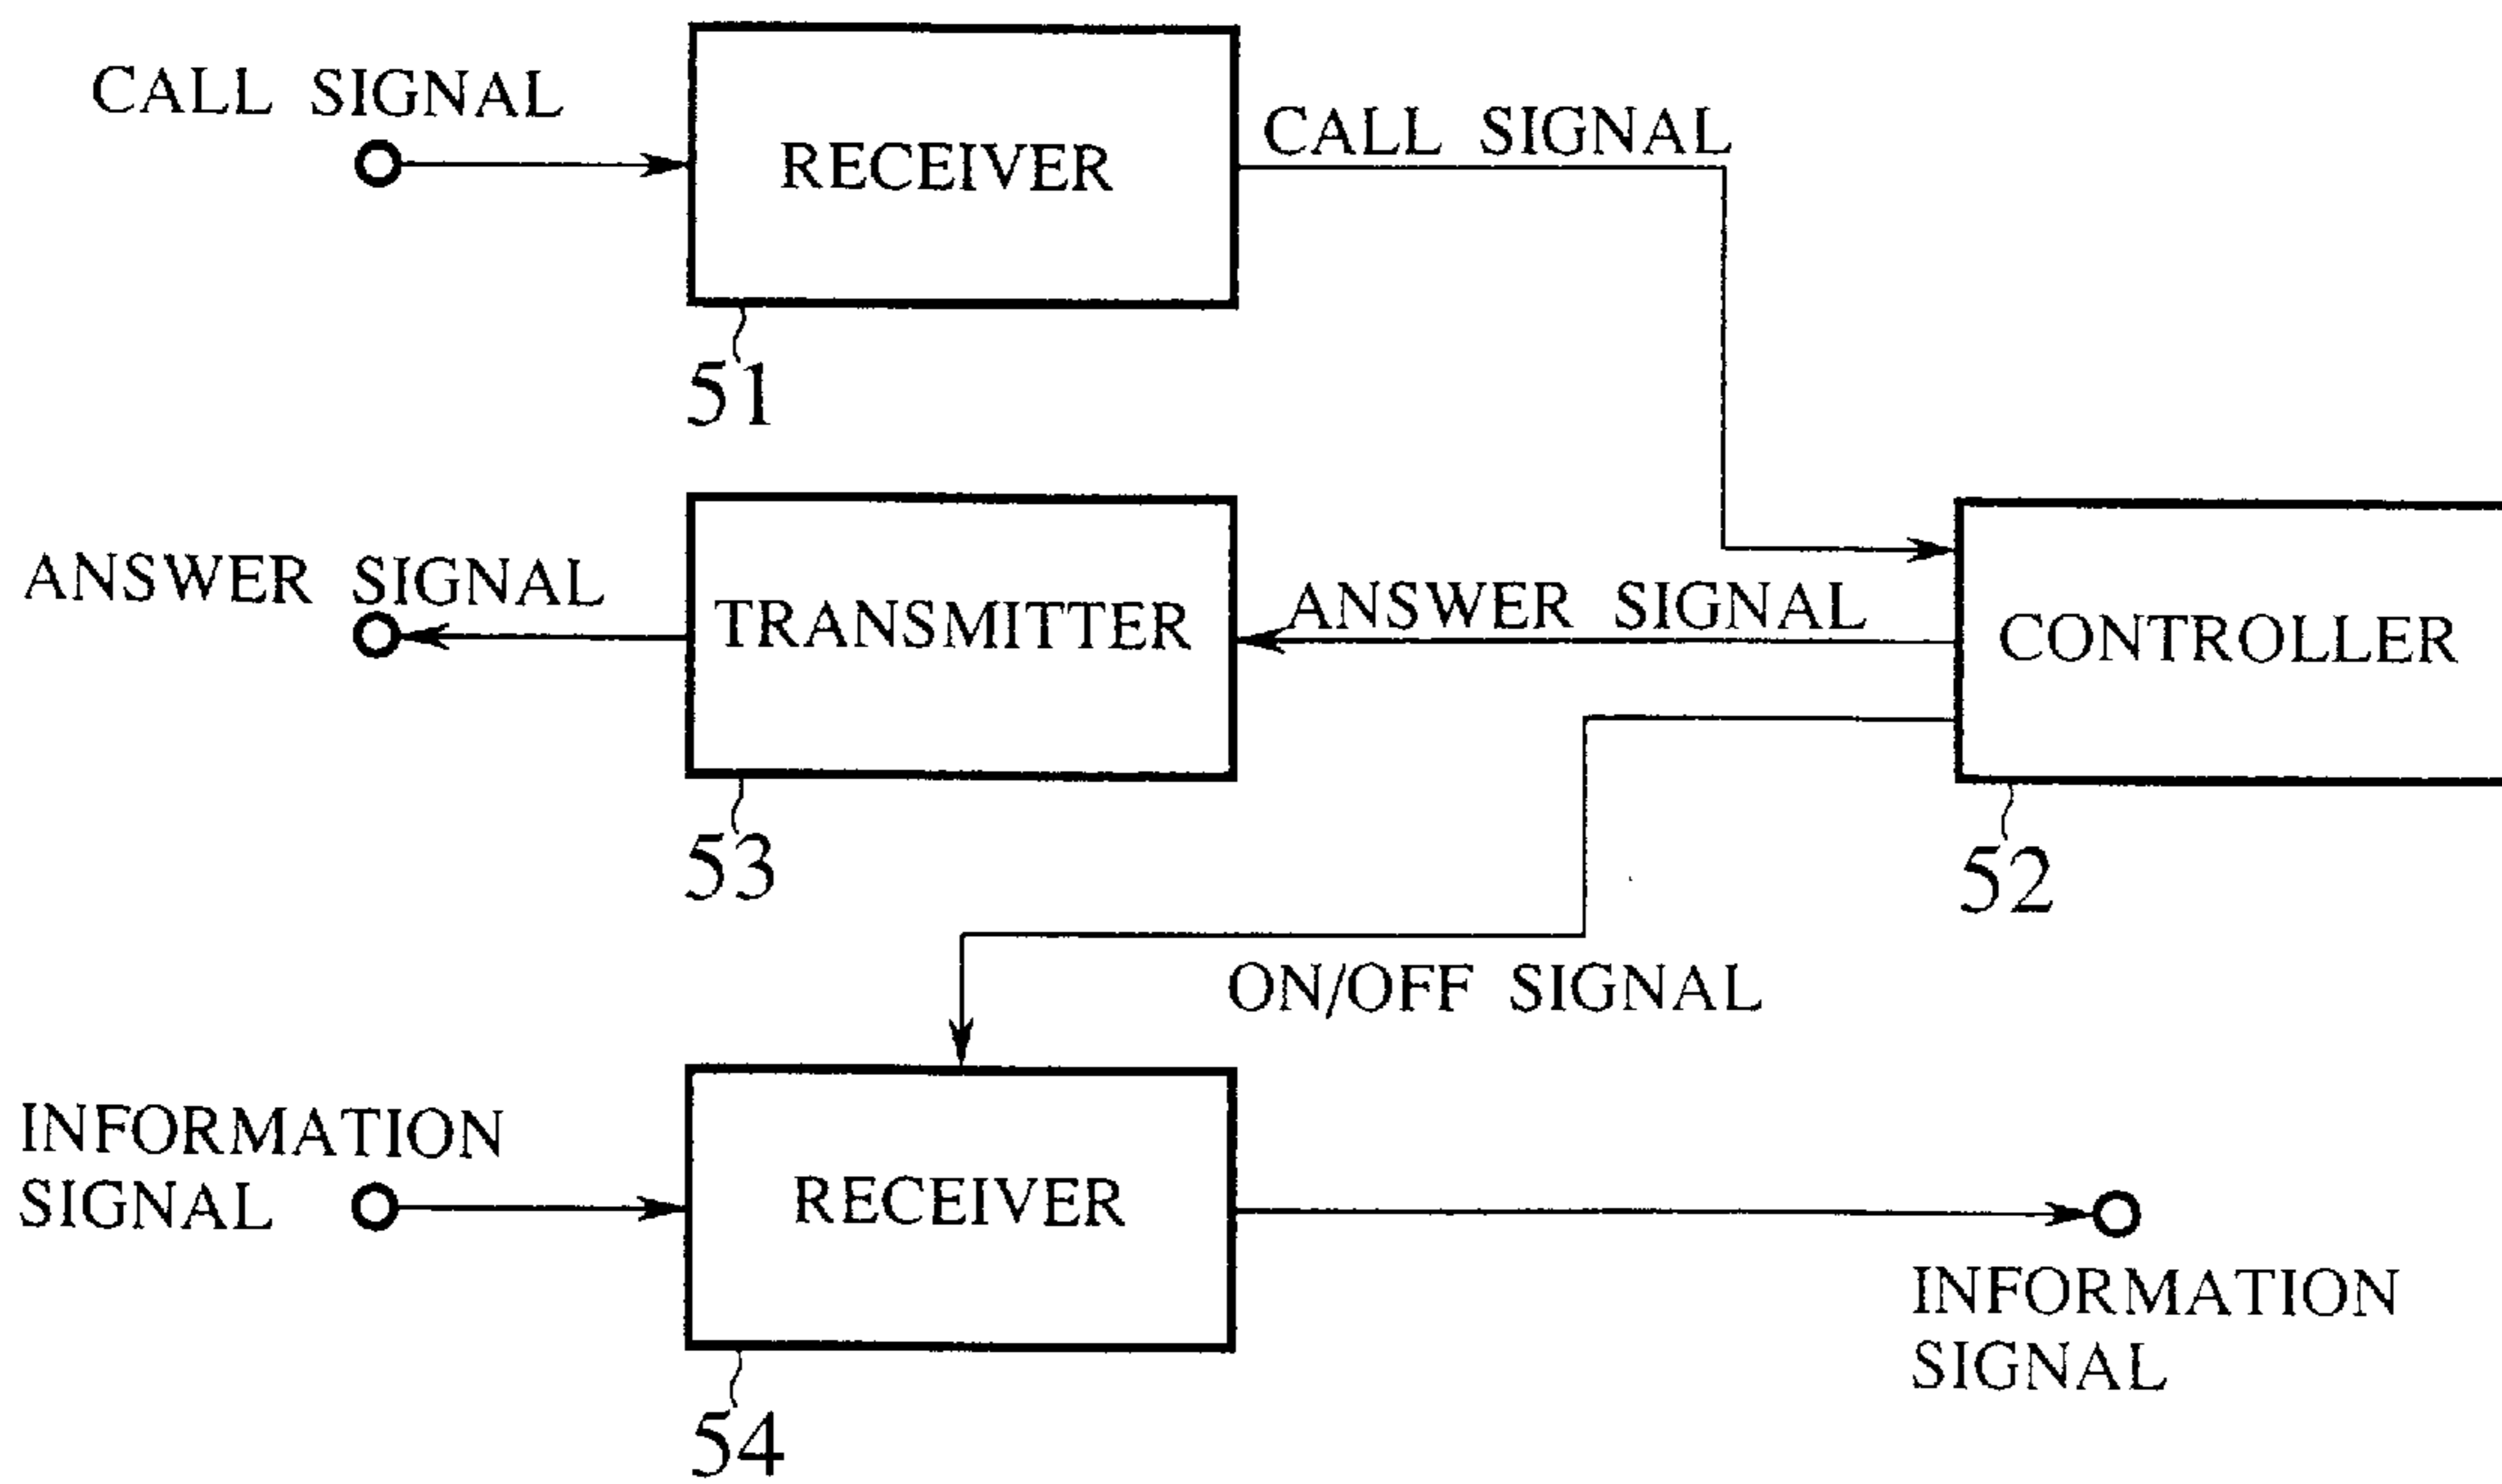 CALL SIGNAL
RECEIVER
CALL SIGNAL
51
ANSWER SIGNAL
TRANSMITTER
ANSWER SIGNAL
CONTROLLER
53
52
ON/OFF SIGNAL
INFORMATION
SIGNAL
RECEIVER
INFORMATION
SIGNAL
54